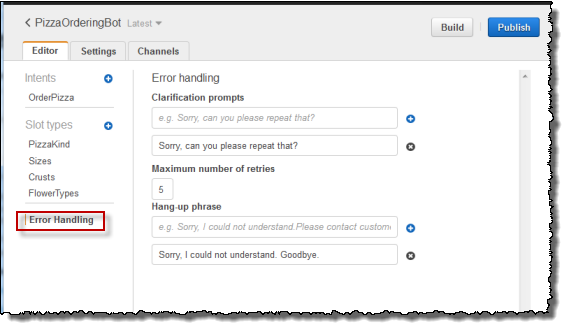 PizzaOrderingBot Latest
Build Publish
Editor Settings Channels
Intents
OrderPizza
Slot types
PizzaKind
Sizes
Crusts
FlowerTypes
Error Handling
Error handling
Clarification prompts
e.g. Sorry, can you please repeat that?
Sorry, can you please repeat that?
Maximum number of retries
5
Hang-up phrase
e.g. Sorry, I could not understand.Please contact custome
Sorry, I could not understand. Goodbye.